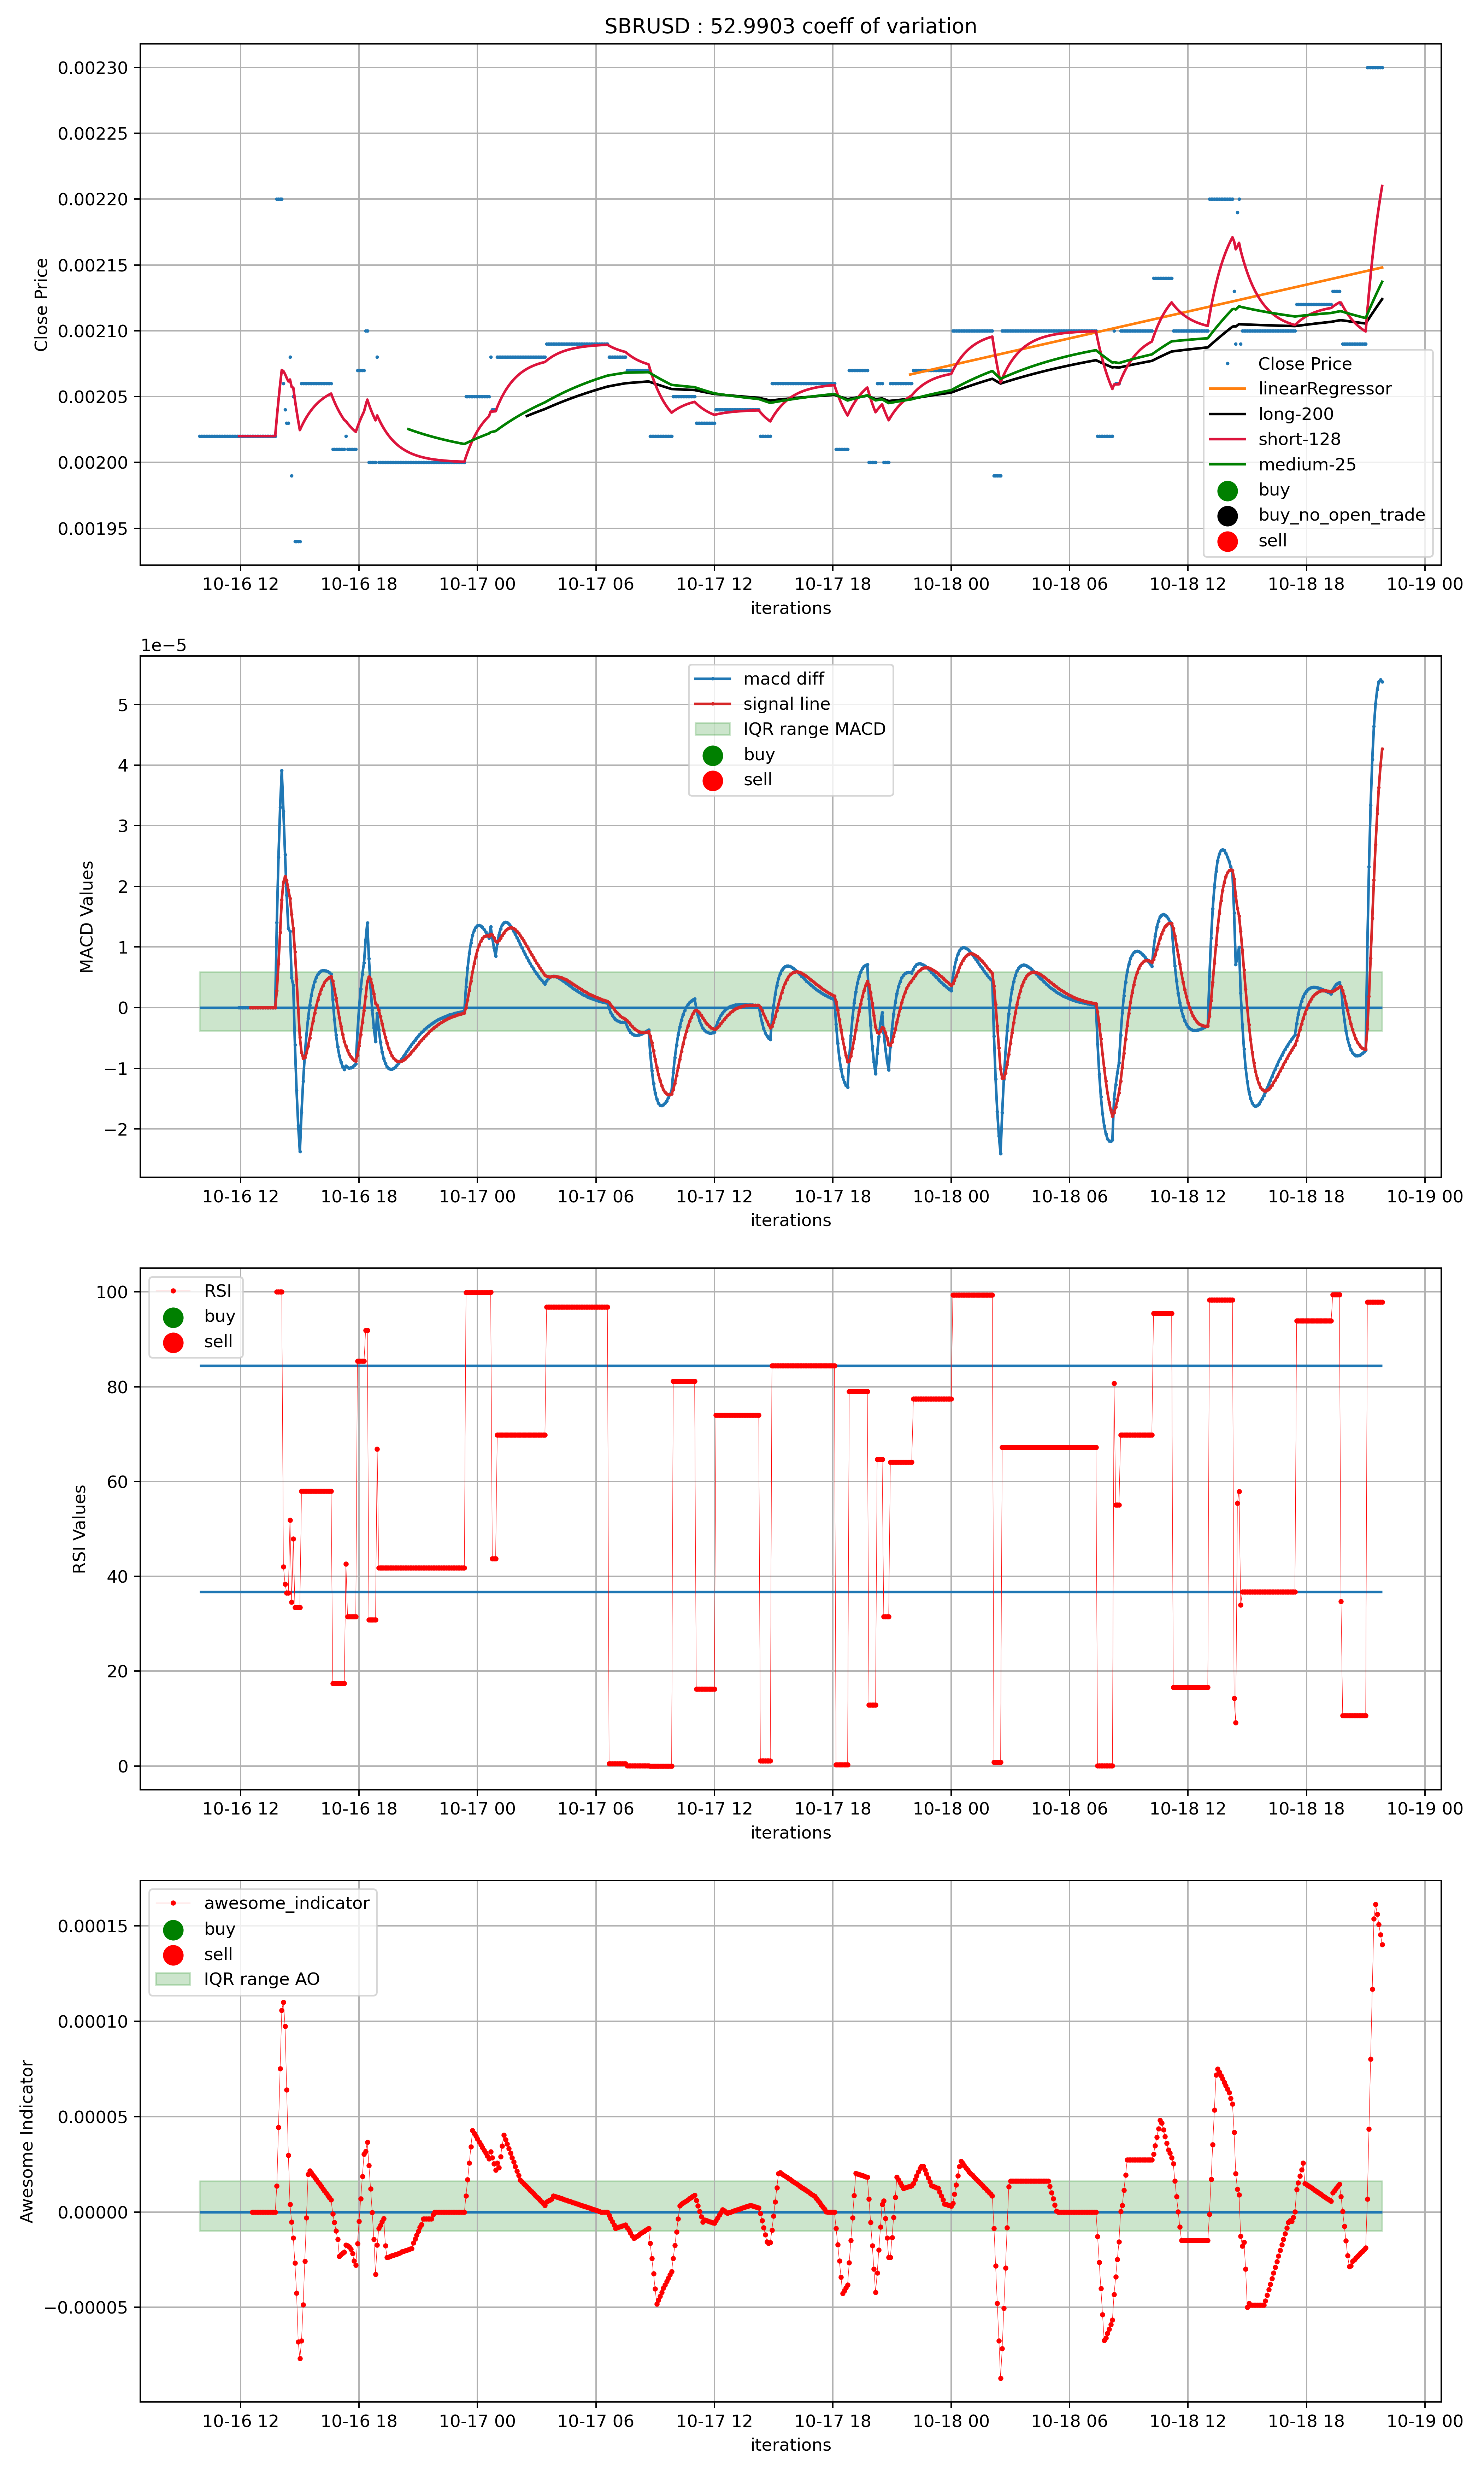 SBRUSD : 52.9903 coeff of variation
0.00230
0.00225
0.00220
0.00215
0.00210
0.00205
0.00200
0.00195
Close Price
Close Price
linearRegressor
long-200
short-128
medium-25
buy
buy_no_open_trade
sell
10-16 12 10-16 18 10-17 00 10-17 06 10-17 12 10-17 18 10-18 00 10-18 06 10-18 12 10-18 18 10-19 00
iterations
1e−5
5
4
3
2
1
0
−1
−2
MACD Values
macd diff
signal line
IQR range MACD
buy
sell
10-16 12 10-16 18 10-17 00 10-17 06 10-17 12 10-17 18 10-18 00 10-18 06 10-18 12 10-18 18 10-19 00
iterations
100
80
60
40
20
0
RSI Values
RSI
buy
sell
10-16 12 10-16 18 10-17 00 10-17 06 10-17 12 10-17 18 10-18 00 10-18 06 10-18 12 10-18 18 10-19 00
iterations
0.00015
0.00010
0.00005
0.00000
−0.00005
Awesome Indicator
awesome_indicator
buy
sell
IQR range AO
10-16 12 10-16 18 10-17 00 10-17 06 10-17 12 10-17 18 10-18 00 10-18 06 10-18 12 10-18 18 10-19 00
iterations